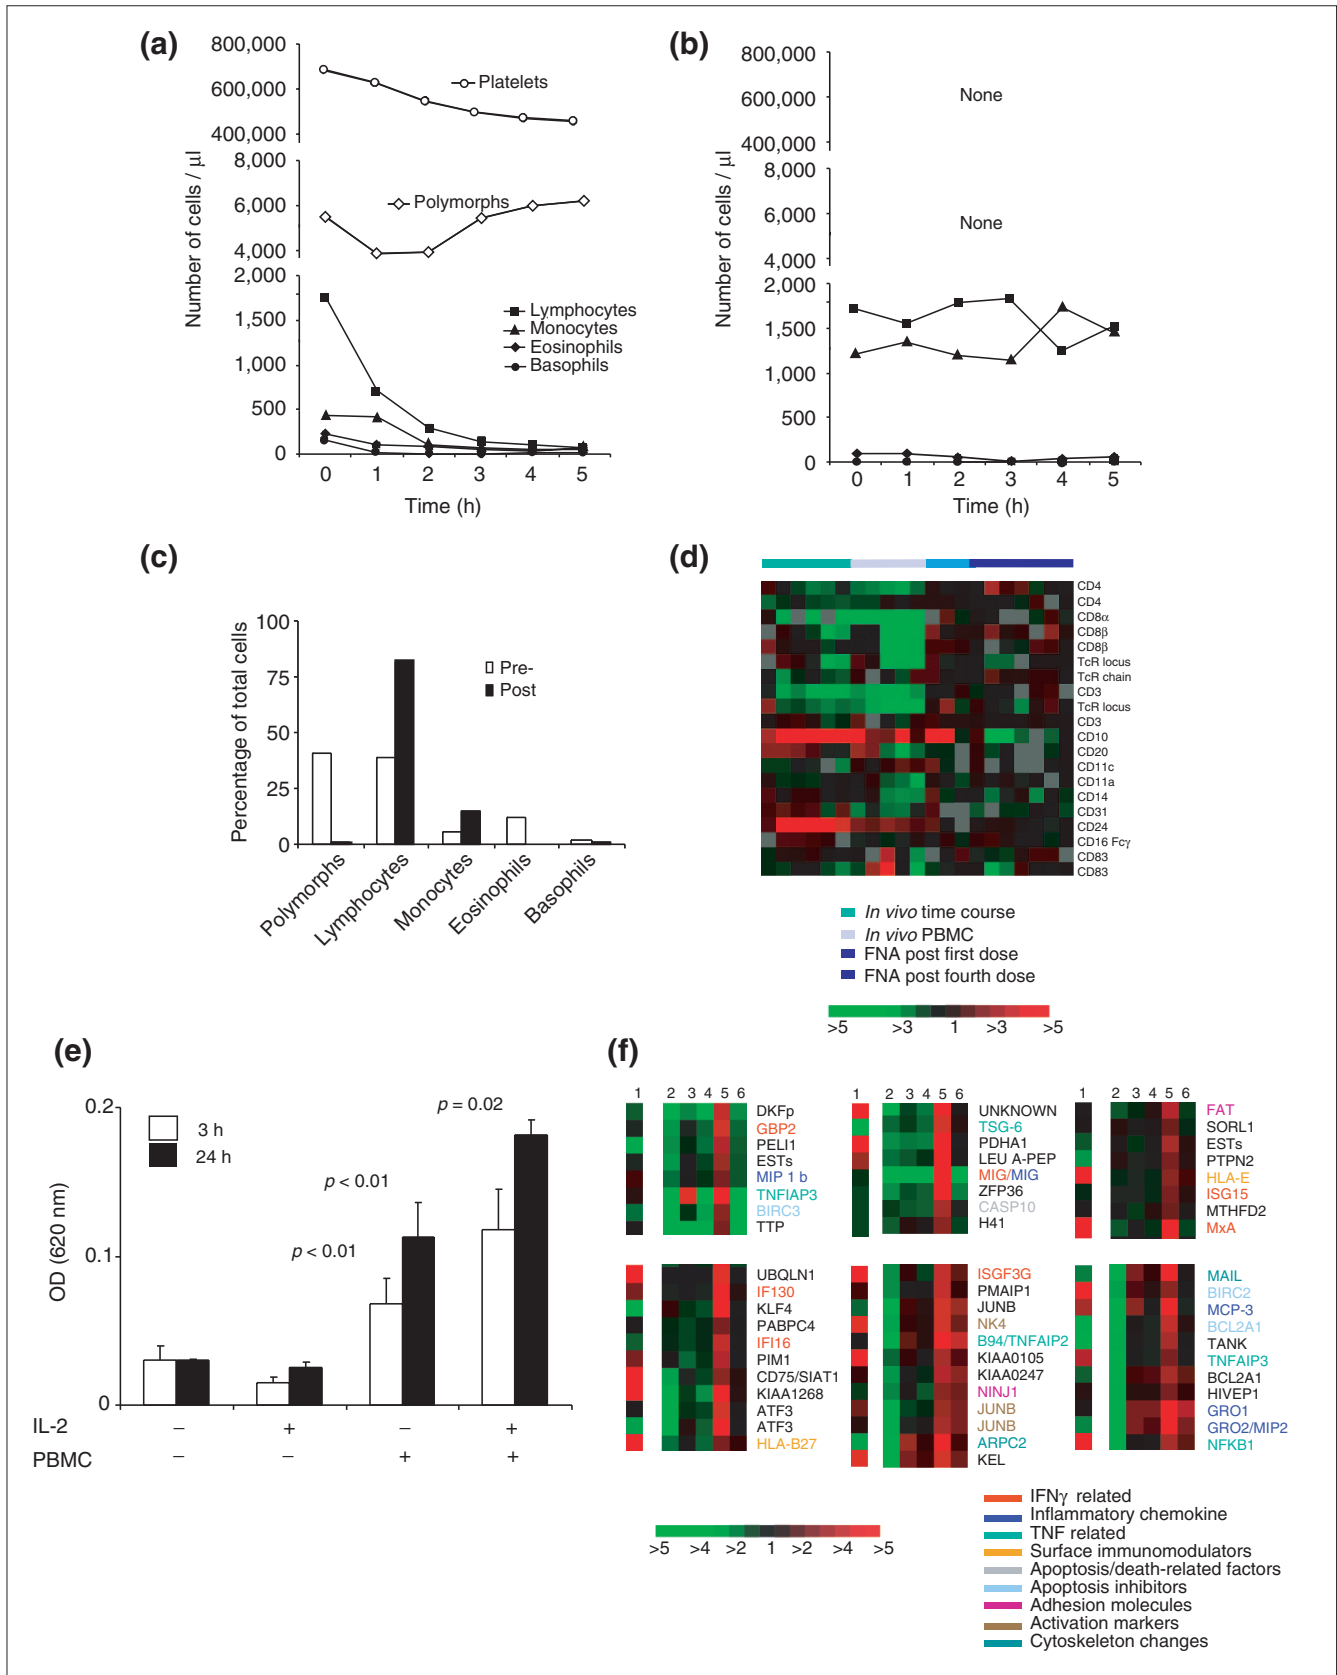 (a)
800,000
600,000
400,000
8,000
6,000
4,000
2,000
1,500
1,000
500
0
Number of cells / μl
Platelets
Polymorphs
Lymphocytes
Monocytes
Eosinophils
Basophils
0 1 2 3 4 5
Time (h)
(b)
800,000
600,000
400,000
8,000
6,000
4,000
2,000
1,500
1,000
500
0
Number of cells / μl
None
None
0 1 2 3 4 5
Time (h)
(c)
100
75
50
25
0
Percentage of total cells
Pre-
Post
Polymorphs
Lymphocytes
Monocytes
Eosinophils
Basophils
(d)
CD4
CD4
CD8α
CD8β
CD8β
TcR locus
TcR chain
CD3
TcR locus
CD3
CD10
CD20
CD11c
CD11a
CD14
CD31
CD24
CD16 Fcγ
CD83
CD83
In vivo time course
In vivo PBMC
FNA post first dose
FNA post fourth dose
>5 >3 1 >3 >5
(e)
0.2
0.1
0
OD (620 nm)
3 h
24 h
p < 0.01
p < 0.01
p = 0.02
IL-2 – + – +
PBMC – – + +
(f)
1 2 3 4 5 6
DKFp
GBP2
PELI1
ESTs
MIP 1 b
TNFIAP3
BIRC3
TTP
1 2 3 4 5 6
UNKNOWN
TSG-6
PDHA1
LEU A-PEP
MIG/MIG
ZFP36
CASP10
H41
1 2 3 4 5 6
FAT
SORL1
ESTs
PTPN2
HLA-E
ISG15
MTHFD2
MxA
UBQLN1
IF130
KLF4
PABPC4
IFI16
PIM1
CD75/SIAT1
KIAA1268
ATF3
ATF3
HLA-B27
ISGF3G
PMAIP1
JUNB
NK4
B94/TNFAIP2
KIAA0105
KIAA0247
NINJ1
JUNB
JUNB
ARPC2
KEL
MAIL
BIRC2
MCP-3
BCL2A1
TANK
TNFAIP3
BCL2A1
HIVEP1
GRO1
GRO2/MIP2
NFKB1
>5 >4 >2 1 >2 >4 >5
IFNγ related
Inflammatory chemokine
TNF related
Surface immunomodulators
Apoptosis/death-related factors
Apoptosis inhibitors
Adhesion molecules
Activation markers
Cytoskeleton changes